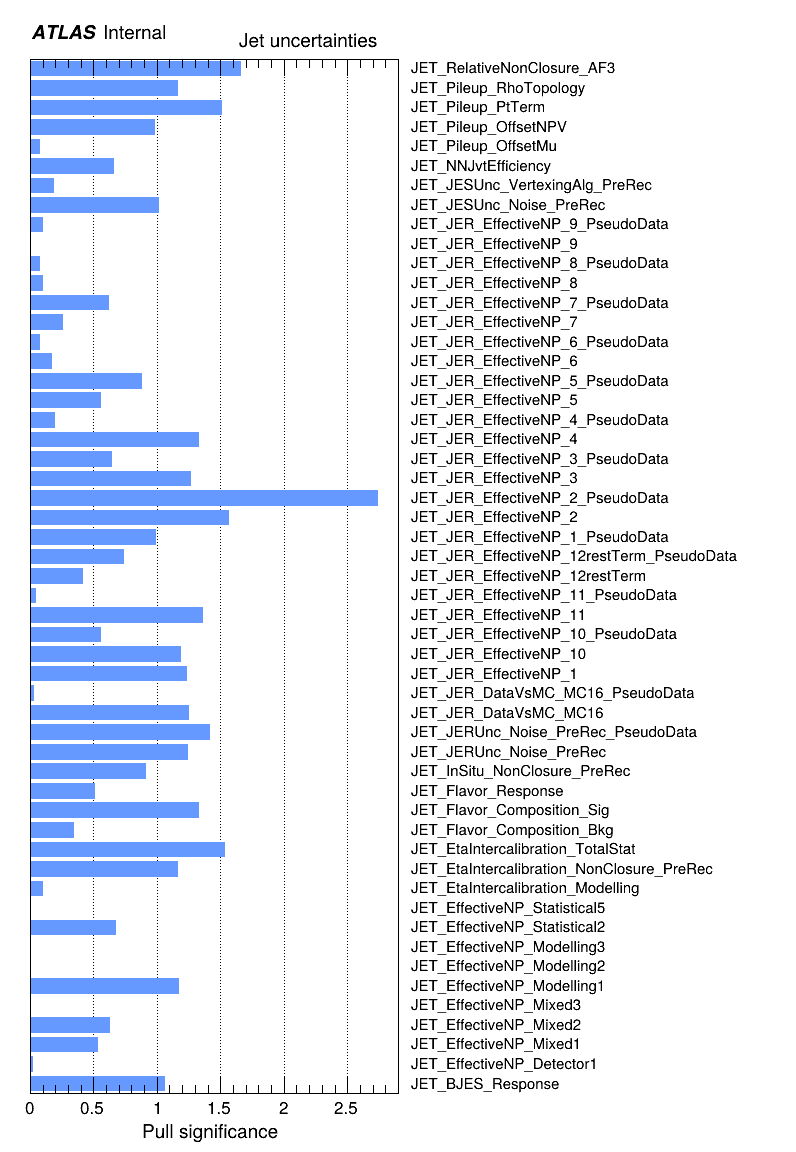 ATLAS Internal
Jet uncertainties
JET_RelativeNonClosure_AF3
JET_Pileup_RhoTopology
JET_Pileup_PtTerm
JET_Pileup_OffsetNPV
JET_Pileup_OffsetMu
JET_NNJvtEfficiency
JET_JESUnc_VertexingAlg_PreRec
JET_JESUnc_Noise_PreRec
JET_JER_EffectiveNP_9_PseudoData
JET_JER_EffectiveNP_9
JET_JER_EffectiveNP_8_PseudoData
JET_JER_EffectiveNP_8
JET_JER_EffectiveNP_7_PseudoData
JET_JER_EffectiveNP_7
JET_JER_EffectiveNP_6_PseudoData
JET_JER_EffectiveNP_6
JET_JER_EffectiveNP_5_PseudoData
JET_JER_EffectiveNP_5
JET_JER_EffectiveNP_4_PseudoData
JET_JER_EffectiveNP_4
JET_JER_EffectiveNP_3_PseudoData
JET_JER_EffectiveNP_3
JET_JER_EffectiveNP_2_PseudoData
JET_JER_EffectiveNP_2
JET_JER_EffectiveNP_1_PseudoData
JET_JER_EffectiveNP_12restTerm_PseudoData
JET_JER_EffectiveNP_12restTerm
JET_JER_EffectiveNP_11_PseudoData
JET_JER_EffectiveNP_11
JET_JER_EffectiveNP_10_PseudoData
JET_JER_EffectiveNP_10
JET_JER_EffectiveNP_1
JET_JER_DataVsMC_MC16_PseudoData
JET_JER_DataVsMC_MC16
JET_JERUnc_Noise_PreRec_PseudoData
JET_JERUnc_Noise_PreRec
JET_InSitu_NonClosure_PreRec
JET_Flavor_Response
JET_Flavor_Composition_Sig
JET_Flavor_Composition_Bkg
JET_EtaIntercalibration_TotalStat
JET_EtaIntercalibration_NonClosure_PreRec
JET_EtaIntercalibration_Modelling
JET_EffectiveNP_Statistical5
JET_EffectiveNP_Statistical2
JET_EffectiveNP_Modelling3
JET_EffectiveNP_Modelling2
JET_EffectiveNP_Modelling1
JET_EffectiveNP_Mixed3
JET_EffectiveNP_Mixed2
JET_EffectiveNP_Mixed1
JET_EffectiveNP_Detector1
JET_BJES_Response
0 0.5 1 1.5 2 2.5
Pull significance